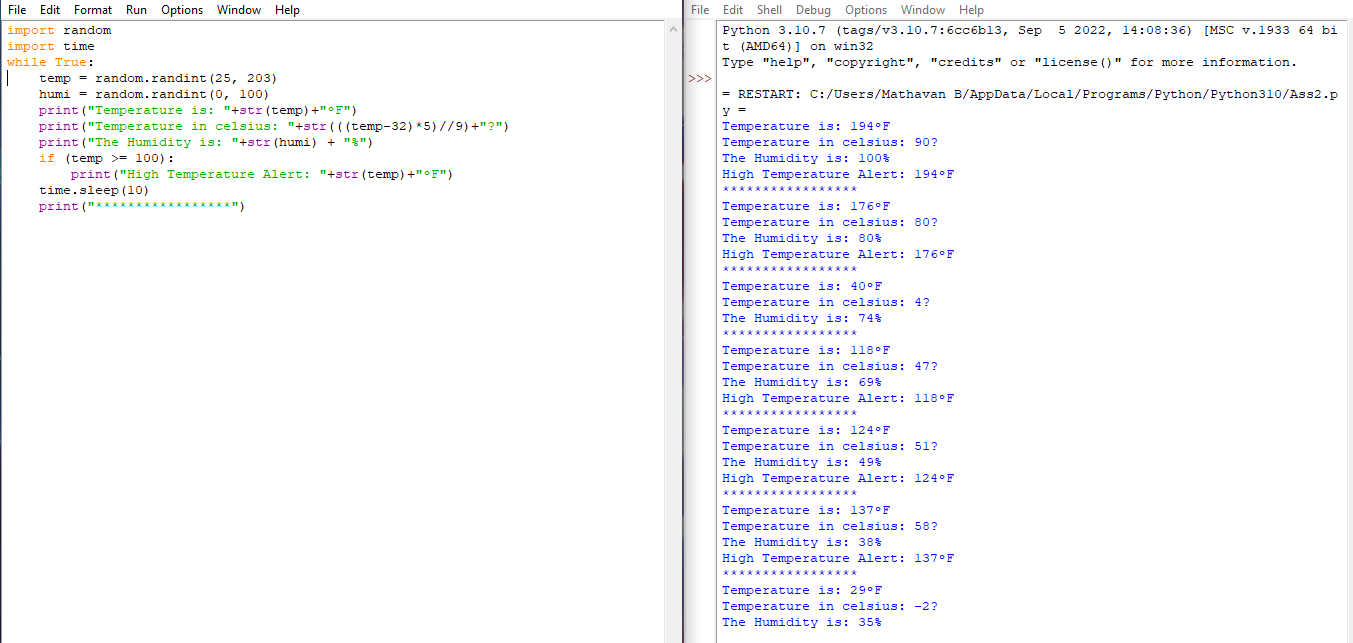 File Edit Format Run Options Window Help
import random
import time
while True:
    temp = random.randint(25, 203)
    humi = random.randint(0, 100)
    print("Temperature is: "+str(temp)+"°F")
    print("Temperature in celsius: "+str(((temp-32)*5)//9)+"?")
    print("The Humidity is: "+str(humi) + "%")
    if (temp >= 100):
        print("High Temperature Alert: "+str(temp)+"°F")
    time.sleep(10)
    print("*****************")
File Edit Shell Debug Options Window Help
Python 3.10.7 (tags/v3.10.7:6cc6b13, Sep  5 2022, 14:08:36) [MSC v.1933 64 bi
t (AMD64)] on win32
Type "help", "copyright", "credits" or "license()" for more information.
>>>
= RESTART: C:/Users/Mathavan B/AppData/Local/Programs/Python/Python310/Ass2.p
y =
Temperature is: 194°F
Temperature in celsius: 90?
The Humidity is: 100%
High Temperature Alert: 194°F
*****************
Temperature is: 176°F
Temperature in celsius: 80?
The Humidity is: 80%
High Temperature Alert: 176°F
*****************
Temperature is: 40°F
Temperature in celsius: 4?
The Humidity is: 74%
*****************
Temperature is: 118°F
Temperature in celsius: 47?
The Humidity is: 69%
High Temperature Alert: 118°F
*****************
Temperature is: 124°F
Temperature in celsius: 51?
The Humidity is: 49%
High Temperature Alert: 124°F
*****************
Temperature is: 137°F
Temperature in celsius: 58?
The Humidity is: 38%
High Temperature Alert: 137°F
*****************
Temperature is: 29°F
Temperature in celsius: -2?
The Humidity is: 35%